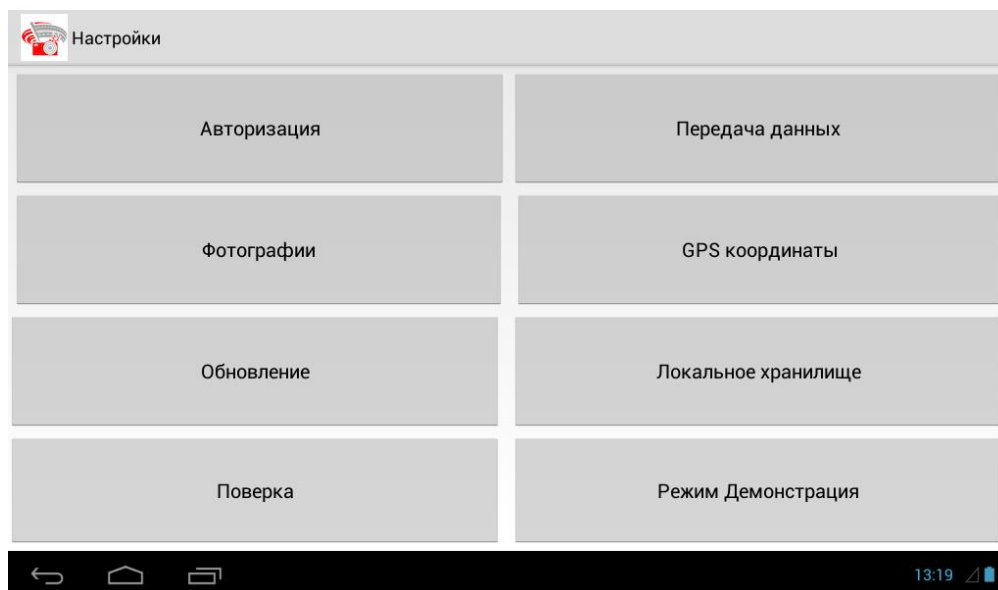 Настройки
Авторизация
Передача данных
Фотографии
GPS координаты
Обновление
Локальное хранилище
Поверка
Режим Демонстрация
13:19